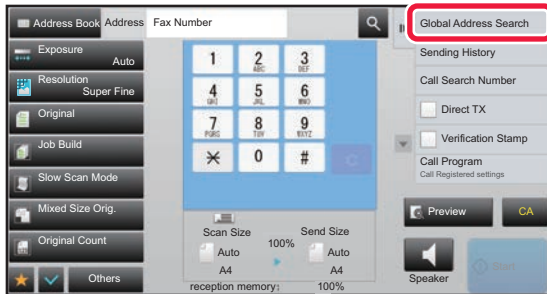 Address Book
Address
Fax Number
Global Address Search
Exposure
Auto
Resolution
Super Fine
Original
Job Build
Slow Scan Mode
Mixed Size Orig.
Original Count
Others
1
2
ABC
3
DEF
4
GHI
5
JKL
6
MNO
7
PQRS
8
TUV
9
WXYZ
0
#
C
Sending History
Call Search Number
Direct TX
Verification Stamp
Call Program
Call Registered settings
Preview
CA
Scan Size
100%
Send Size
Auto
A4
Auto
A4
reception memory:
100%
Speaker
Start